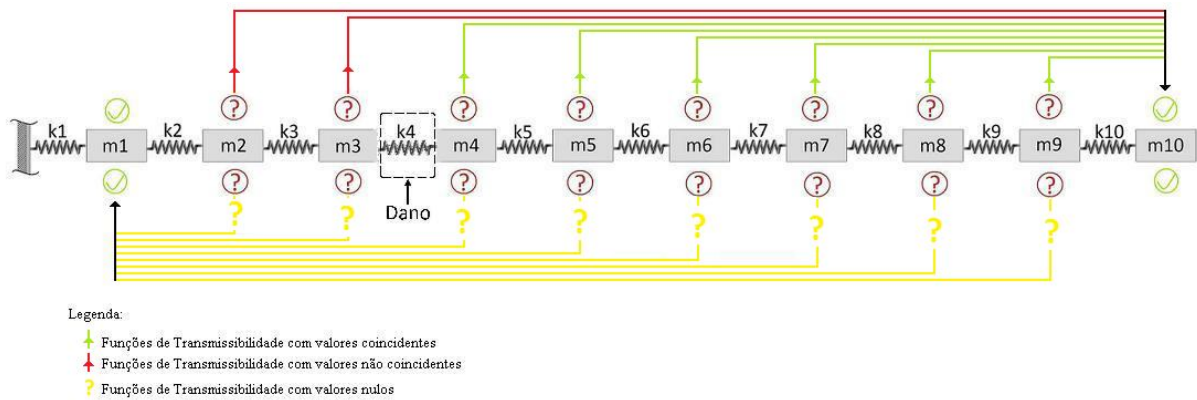 ? ? ? ? ? ? ? ?
k1 k2 k3 k4 k5 k6 k7 k8 k9 k10
m1 m2 m3 m4 m5 m6 m7 m8 m9 m10
? ? ? ? ? ? ? ?
Dano
? ? ? ? ? ? ? ?
Legenda:
Funções de Transmissibilidade com valores coincidentes
Funções de Transmissibilidade com valores não coincidentes
? Funções de Transmissibilidade com valores nulos